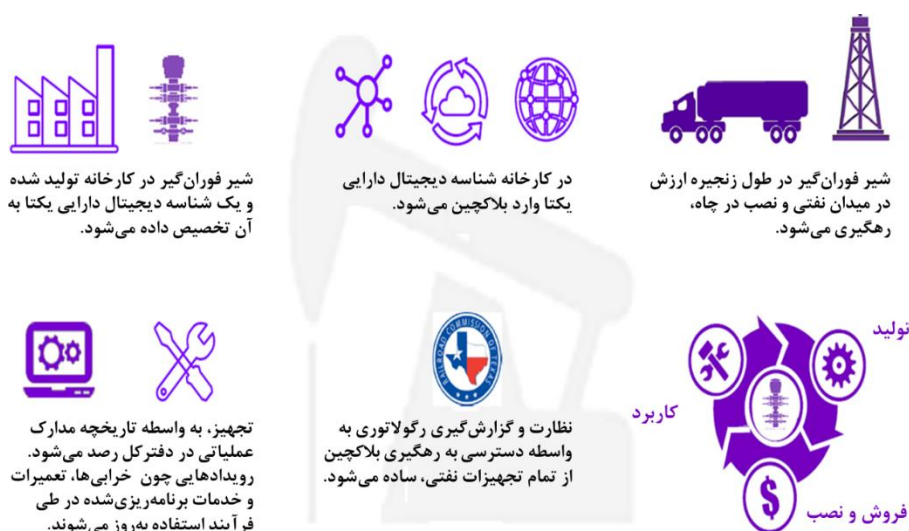 شیر فوران‌گیر در کارخانه تولید شده
و یک شناسه دیجیتال دارایی یکتا به
آن تخصیص داده می‌شود.
در کارخانه شناسه دیجیتال دارایی
یکتا وارد بلاکچین می‌شود.
شیر فوران‌گیر در طول زنجیره ارزش
در میدان نفتی و نصب در چاه،
رهگیری می‌شود.
تجهیز، به واسطه تاریخچه مدارک
عملیاتی در دفترکل رصد می‌شود.
رویدادهایی چون خرابی‌ها، تعمیرات
و خدمات برنامه‌ریزی‌شده در طی
فرآیند استفاده به‌روز می‌شوند.
RAILROAD COMMISSION OF TEXAS
نظارت و گزارش‌گیری رگولاتوری به
واسطه دسترسی به رهگیری بلاکچین
از تمام تجهیزات نفتی، ساده می‌شود.
تولید
کاربرد
$
فروش و نصب